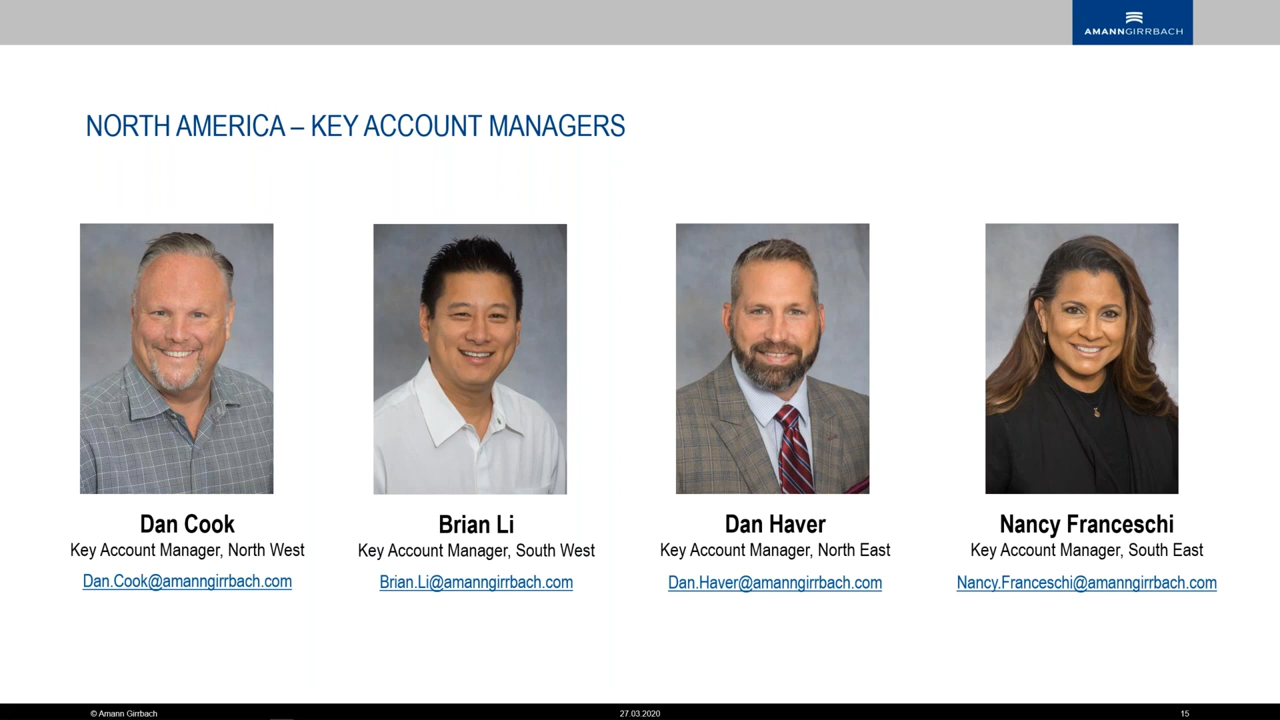 AMANNGIRRBACH
NORTH AMERICA – KEY ACCOUNT MANAGERS
Dan Cook
Key Account Manager, North West
Dan.Cook@amanngirrbach.com
Brian Li
Key Account Manager, South West
Brian.Li@amanngirrbach.com
Dan Haver
Key Account Manager, North East
Dan.Haver@amanngirrbach.com
Nancy Franceschi
Key Account Manager, South East
Nancy.Franceschi@amanngirrbach.com
© Amann Girrbach
27.03.2020
15